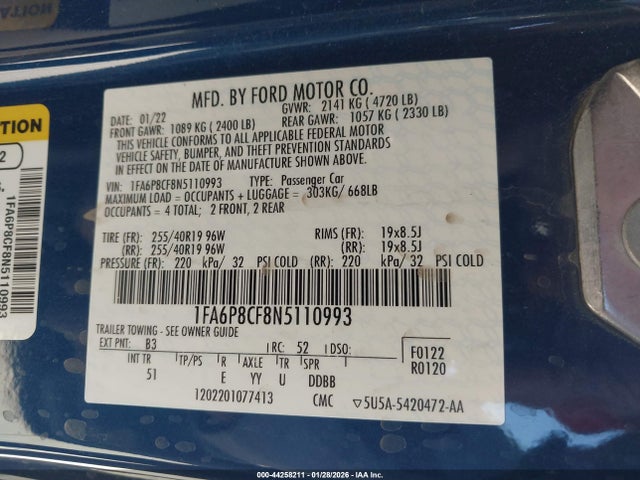 TION
2
1FA6P8CF8N5110993
MFD. BY FORD MOTOR CO.
DATE: 01/22
GVWR: 2141 KG ( 4720 LB)
FRONT GAWR: 1089 KG ( 2400 LB)
REAR GAWR: 1057 KG ( 2330 LB)
THIS VEHICLE CONFORMS TO ALL APPLICABLE FEDERAL MOTOR
VEHICLE SAFETY, BUMPER, AND THEFT PREVENTION STANDARDS
IN EFFECT ON THE DATE OF MANUFACTURE SHOWN ABOVE.
VIN: 1FA6P8CF8N5110993 TYPE: Passenger Car
MAXIMUM LOAD = OCCUPANTS + LUGGAGE = 303KG/ 668LB
OCCUPANTS = 4 TOTAL; 2 FRONT, 2 REAR
TIRE (FR): 255/40R19 96W RIMS (FR): 19x8.5J
(RR): 255/40R19 96W (RR): 19x8.5J
PRESSURE (FR): 220 kPa/ 32 PSI COLD (RR): 220 kPa/ 32 PSI COLD
1FA6P8CF8N5110993
TRAILER TOWING - SEE OWNER GUIDE
EXT PNT: B3 RC: 52 DSO:
INT TR TP/PS R AXLE TR SPR
51 E YY U DDBB
F0122
R0120
1202201077413 CMC ▽5U5A-5420472-AA
000-44258211 - 01/28/2026 - IAA Inc.